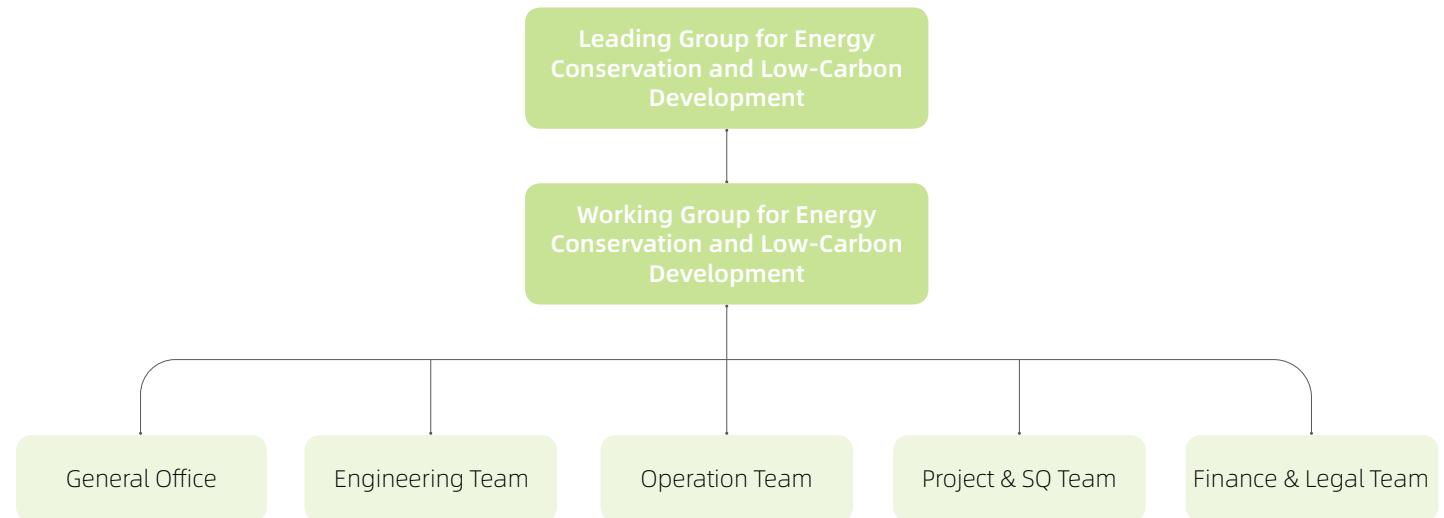 Leading Group for Energy
Conservation and Low-Carbon
Development
Working Group for Energy
Conservation and Low-Carbon
Development
General Office
Engineering Team
Operation Team
Project & SQ Team
Finance & Legal Team